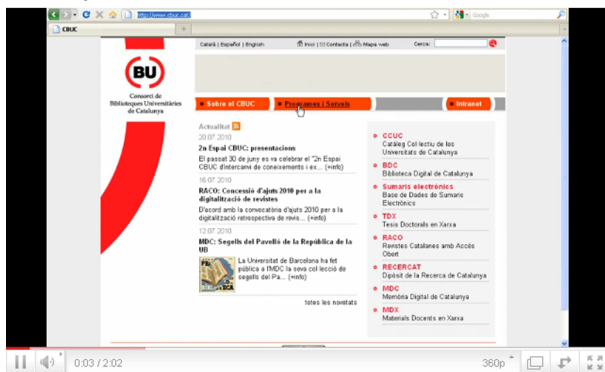 http://www.cbuc.cat/
Google
CBUC
Català | Español | English
Inici | Contacta | Mapa web
Cerca:
BU
Consorci de
Biblioteques Universitàries
de Catalunya
Sobre el CBUC
Programes i Serveis
Intranet
Actualitat
20.07.2010
2n Espai CBUC: presentacions
El passat 30 de juny es va celebrar el "2n Espai
CBUC d'intercanvi de coneixements i ex... (+info)
16.07.2010
RACO: Concessió d'ajuts 2010 per a la
digitalització de revistes
D'acord amb la convocatòria d'ajuts 2010 per a la
digitalització retrospectiva de revis... (+info)
12.07.2010
MDC: Segells del Pavelló de la República de la
UB
La Universitat de Barcelona ha fet
pública a l'MDC la seva col·lecció de
segells del Pa... (+info)
totes les novetats
CCUC
Catàleg Col·lectiu de les
Universitats de Catalunya
BDC
Biblioteca Digital de Catalunya
Sumaris electrònics
Base de Dades de Sumaris
Electrònics
TDX
Tesis Doctorals en Xarxa
RACO
Revistes Catalanes amb Accés
Obert
RECERCAT
Dipòsit de la Recerca de Catalunya
MDC
Memòria Digital de Catalunya
MDX
Materials Docents en Xarxa
0:03 / 2:02
360p